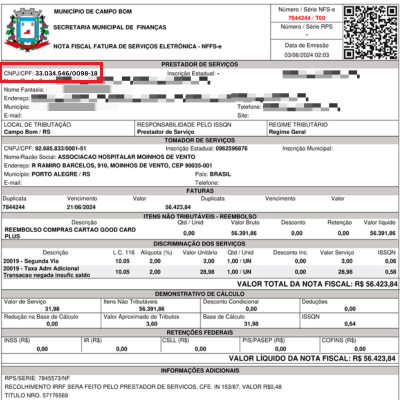 MUNICÍPIO DE CAMPO BOM
SECRETARIA MUNICIPAL DE FINANÇAS
NOTA FISCAL FATURA DE SERVIÇOS ELETRÔNICA - NFFS-e
Número / Série NFS-e
7844244 / T00
Número / Série RPS
-
Data de Emissão
03/06/2024 02:03
PRESTADOR DE SERVIÇOS
CNPJ/CPF: 33.034.546/0098-18 Inscrição Estadual: -
Nome Fantasia:
Endereço:
Município: Telefone:
E-mail: Site:
LOCAL DE TRIBUTAÇÃO RESPONSABILIDADE PELO ISSQN REGIME TRIBUTÁRIO
Campo Bom / RS Prestador de Serviço Regime Geral
TOMADOR DE SERVIÇOS
CNPJ/CPF: 92.685.833/0001-51 Inscrição Estadual: 0962596876 Inscrição Municipal:
Nome/Razão Social: ASSOCIACAO HOSPITALAR MOINHOS DE VENTO
Endereço: R RAMIRO BARCELOS, 910, MOINHOS DE VENTO, CEP 90035-001
Município: PORTO ALEGRE / RS País: BRASIL
E-mail: Telefone:
FATURAS
Duplicata Vencimento Valor Duplicata Vencimento Valor
7844244 21/06/2024 56.423,84
ITENS NÃO TRIBUTÁVEIS - REEMBOLSO
Descrição Qtd / Unid Valor Bruto Desconto Retenção Valor líquido
REEMBOLSO COMPRAS CARTAO GOOD CARD PLUS 0,00 56.391,86 0,00 0,00 56.391,86
DISCRIMINAÇÃO DOS SERVIÇOS
Descrição L.C. 116 Alíquota (%) Valor Unitário Qtd / Unid Desconto Inc. Valor Serviço ISSQN
20019 - Segunda Via 10.05 2,00 3,00 1,00 / UN 0,00 3,00 0,06
20019 - Taxa Adm Adicional Transacao negada insufic saldo 10.05 2,00 28,98 1,00 / UN 0,00 28,98 0,58
VALOR TOTAL DA NOTA FISCAL: R$ 56.423,84
DEMONSTRATIVO DE CÁLCULO
Valor de Serviço Itens Não Tributáveis Desconto Condicional Deduções
31,98 56.391,86 0,00 0,00
Redução na Base de Cálculo Valor Aproximado de Tributos Base de Cálculo ISSQN
0,00 3,60 31,98 0,64
RETENÇÕES FEDERAIS
INSS (R$) IR (R$) CSLL (R$) PIS/PASEP (R$) COFINS (R$)
0,00 0,00 0,00 0,00 0,00
VALOR LÍQUIDO DA NOTA FISCAL: R$ 56.423,84
INFORMAÇÕES ADICIONAIS
RPS/SERIE: 7845573/NF
RECOLHIMENTO IRRF SERA FEITO PELO PRESTADOR DE SERVICOS, CFE. IN 153/87, VALOR R$0,48
TITULO NRO. 57176569